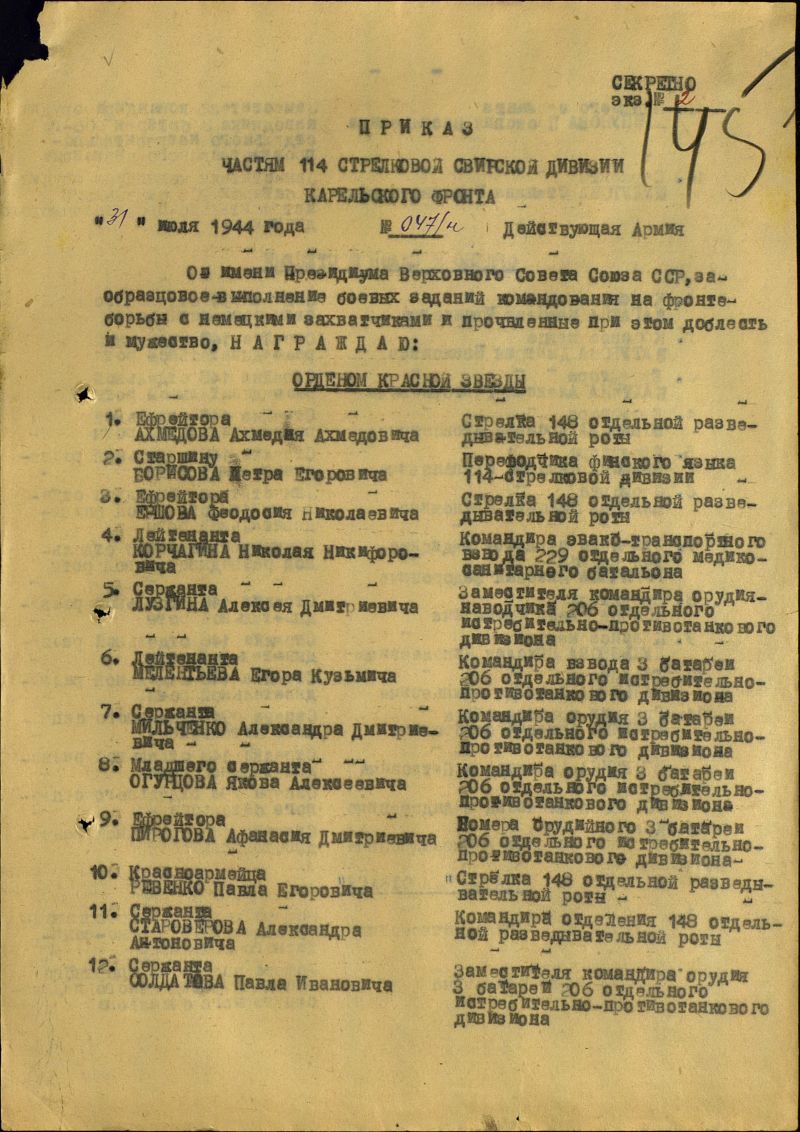 СЕКРЕТНО
экз.№ 2
145
ПРИКАЗ
ЧАСТЯМ 114 СТРЕЛКОВОЙ СВИРСКОЙ ДИВИЗИИ
КАРЕЛЬСКОГО ФРОНТА
"31" июля 1944 года № 047/н Действующая Армия
От имени Президиума Верховного Совета Союза ССР, за-
образцовое-выполнение боевых заданий командования на фронте-
борьбы с немецкими захватчиками и проявленные при этом доблесть
и мужество, НАГРАЖДАЮ:
ОРДЕНОМ КРАСНОЙ ЗВЕЗДЫ
1. Ефрейтора
АХМЕДОВА Ахмедия Ахмедовича
Стрелка 148 отдельной разве-
дывательной роты
2. Старшину
БОРИСОВА Петра Егоровича
Переводчика финского языка
114-стрелковой дивизии
3. Ефрейтора
ЕРШОВА Феодосия Николаевича
Стрелка 148 отдельной разве-
дывательной роты
4. Лейтенанта
КОРЧАГИНА Николая Никифоро-
вича
Командира эвако-транспортного
взвода 229 отдельного медико-
санитарнего батальона
5. Сержанта
ЛУЗГИНА Алексея Дмитриевича
Заместителя командира орудия-
наводчика 206 отдельного
истребительно-противотанкового
дивизиона
6. Лейтенанта
МЕЛЕНТЬЕВА Егора Кузьмича
Командира взвода 3 батареи
206 отдельного истребительно-
противотанкового дивизиона
7. Сержанта
МИЛЬЧЕНКО Александра Дмитрие-
вича
Командира орудия 3 батареи
206 отдельного истребительно-
противотанкового дивизиона
8. Младшего сержанта
ОГУНЦОВА Якова Алексеевича
Командира орудия 3 батареи
206 отдельного истребительно-
противотанкового дивизиона
9. Ефрейтора
ПИРОГОВА Афанасия Дмитриевича
Номера орудийного 3 батареи
206 отдельного истребительно-
противотанкового дивизиона-
10. Красноармейца
РЕВЕНКО Павла Егоровича
Стрелка 148 отдельной разведы-
вательной роты -
11. Сержанта
СТАРОВЕРОВА Александра
Антоновича
Командира отделения 148 отдель-
ной разведывательной роты
12. Сержанта
СОЛДАТОВА Павла Ивановича
Заместителя командира орудия
3 батареи 206 отдельного
истребительно-противотанкового
дивизиона